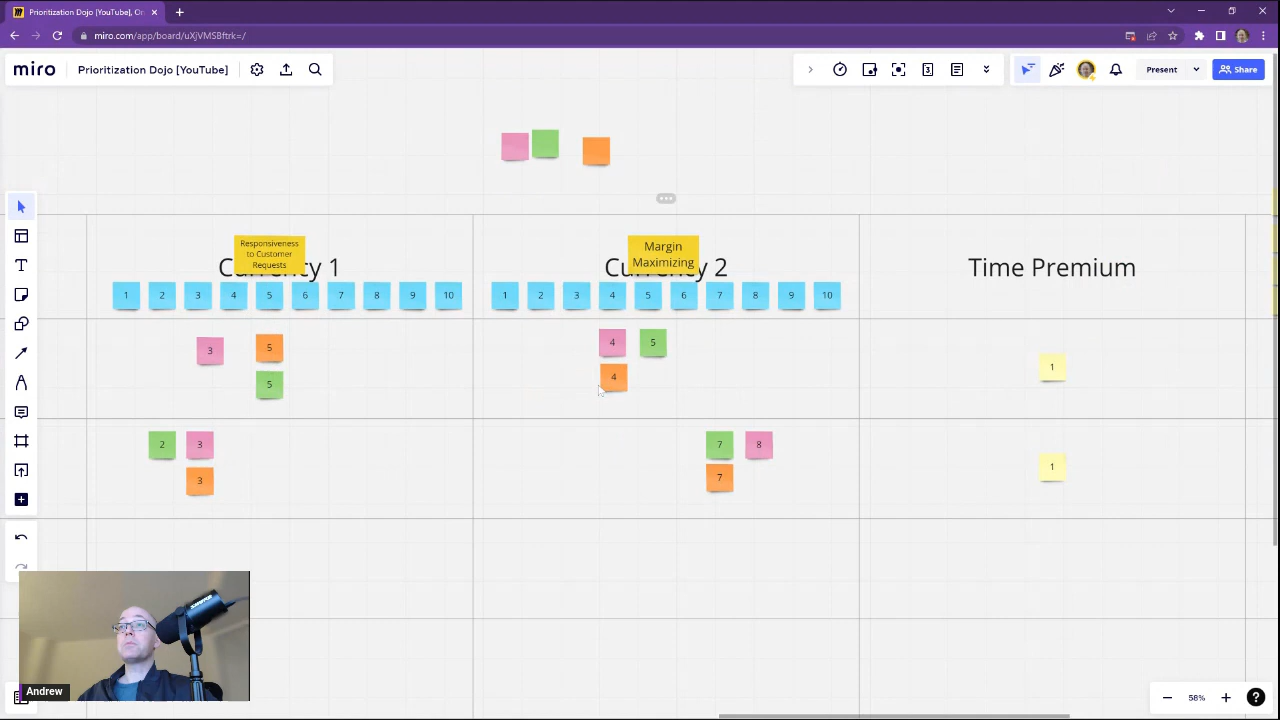 Prioritization Dojo [YouTube], On
miro.com/app/board/uXjVMSBftrk=/
miro
Prioritization Dojo [YouTube]
3
Present
Share
Responsiveness
to Customer
Requests
Currency 1
Margin
Maximizing
Currency 2
Time Premium
1 2 3 4 5 6 7 8 9 10
1 2 3 4 5 6 7 8 9 10
3 5
5
4 5
4
1
2 3
3
7 8
7
1
SHURE
Andrew
58%